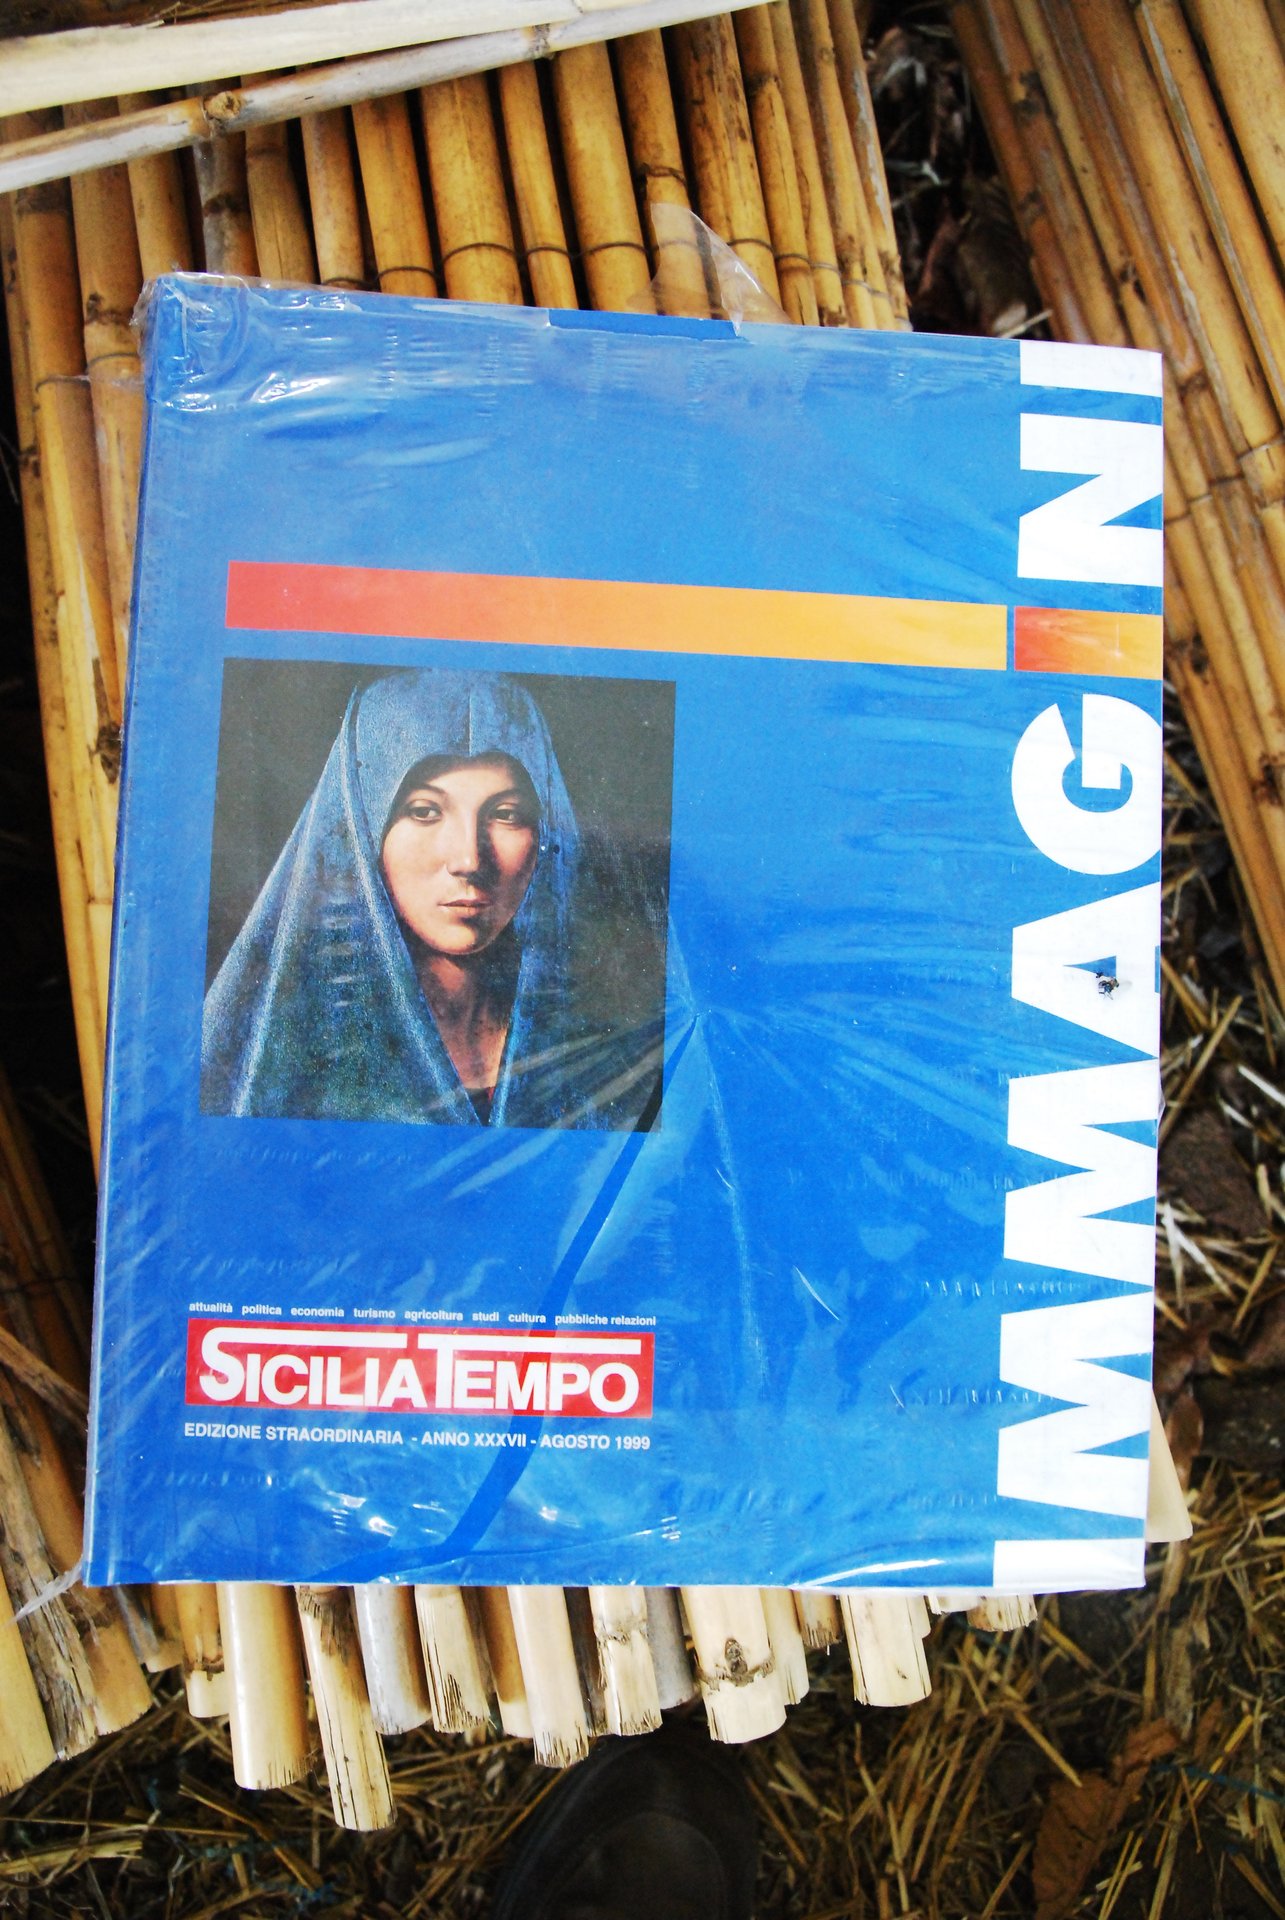 IMMAGiNI
attualità politica economia turismo agricoltura studi cultura pubbliche relazioni
SICILIA TEMPO
EDIZIONE STRAORDINARIA - ANNO XXXVII - AGOSTO 1999